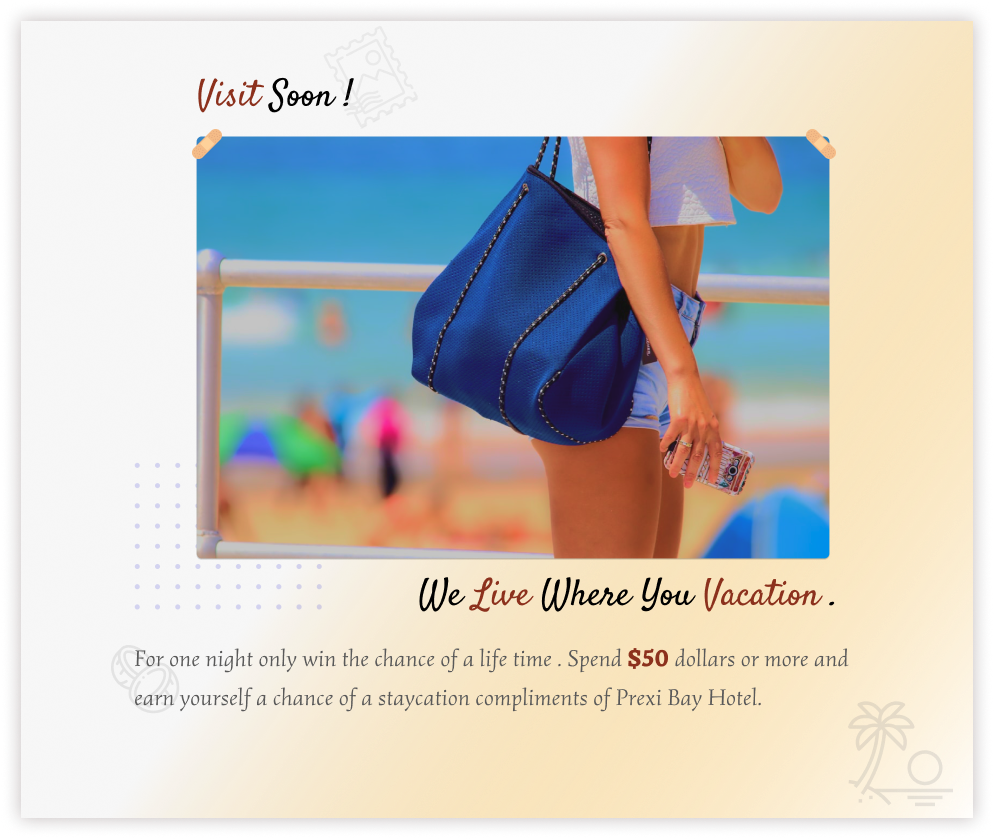 Visit Soon !
We Live Where You Vacation .
For one night only win the chance of a life time . Spend $50 dollars or more and
earn yourself a chance of a staycation compliments of Prexi Bay Hotel.